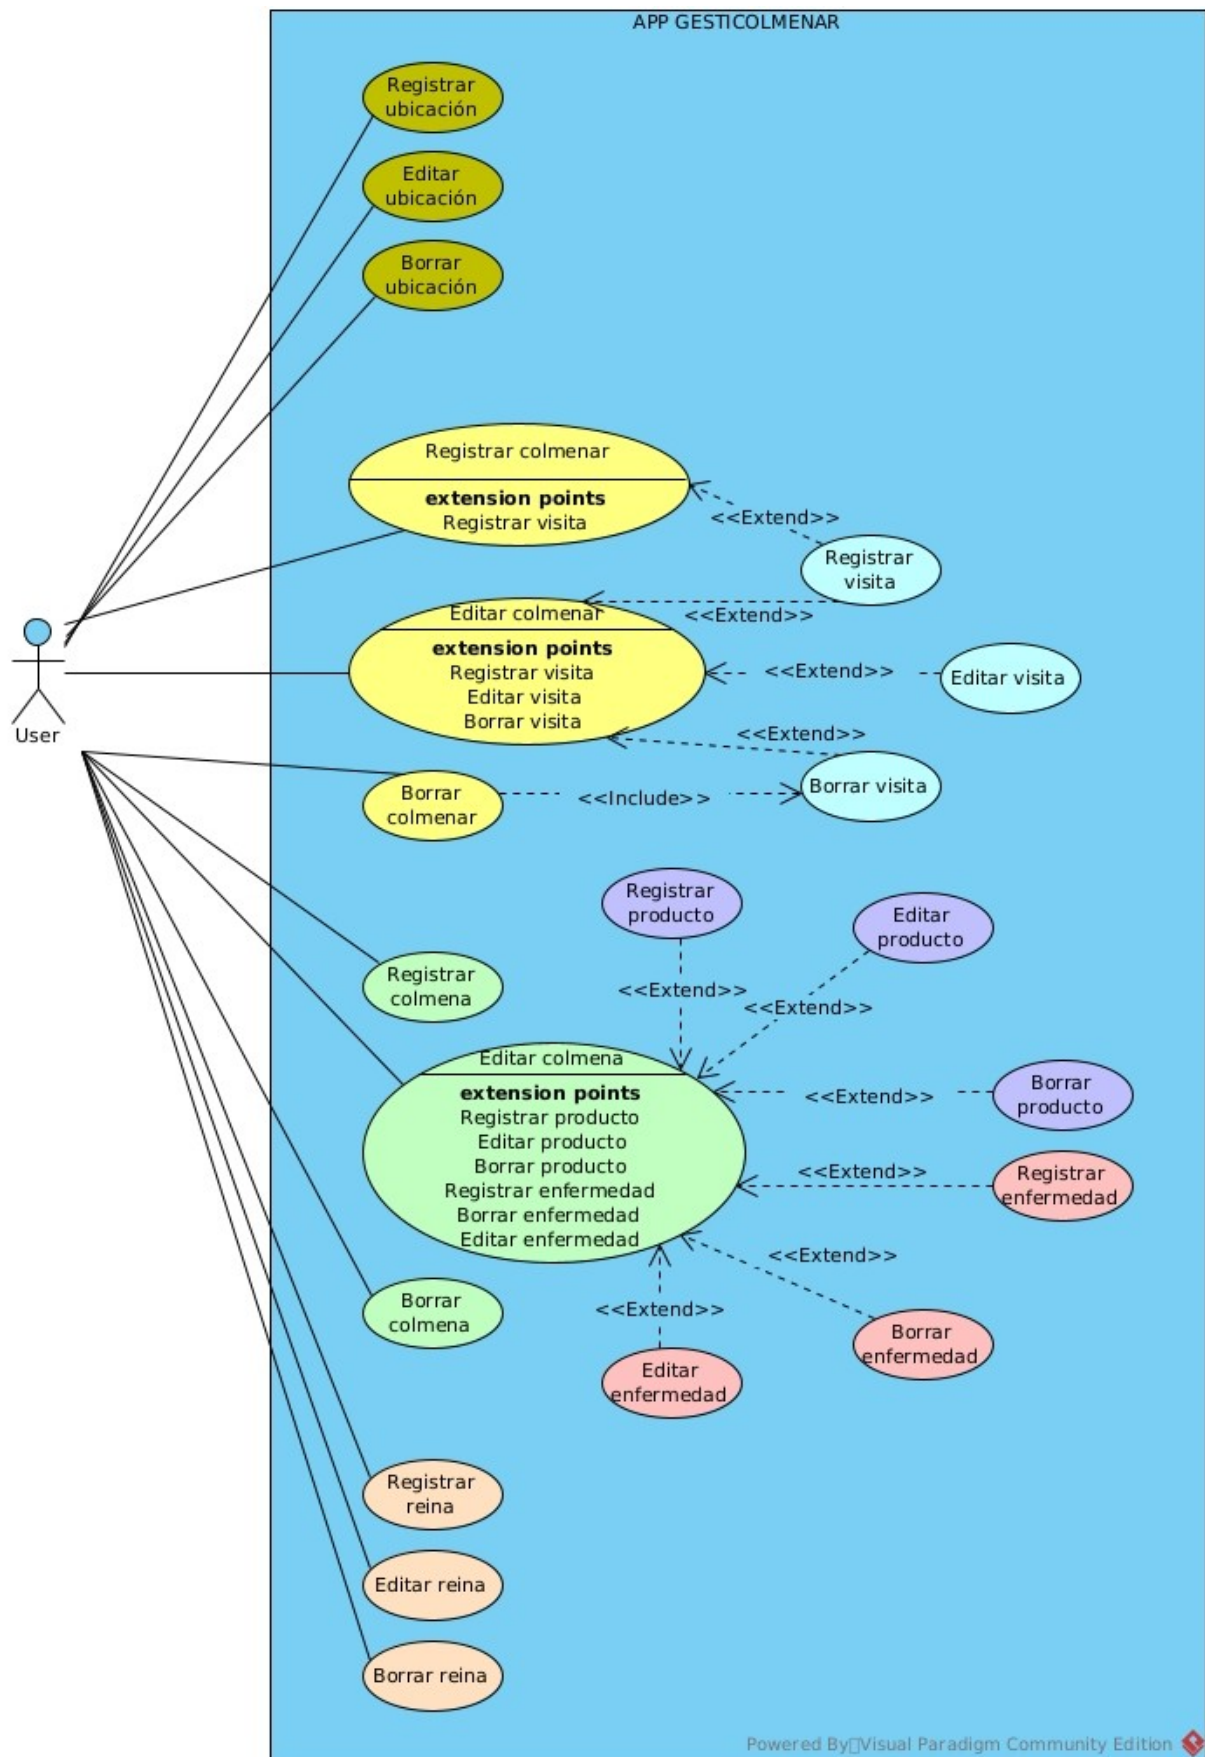 APP GESTICOLMENAR
Registrar
ubicación
Editar
ubicación
Borrar
ubicación
Registrar colmenar
extension points
Registrar visita
<<Extend>>
Registrar
visita
Editar colmenar
<<Extend>>
extension points
Registrar visita
Editar visita
Borrar visita
<<Extend>>
Editar visita
User
<<Extend>>
Borrar
colmenar
<<Include>>
Borrar visita
Registrar
producto
Editar
producto
Registrar
colmena
<<Extend>>
<<Extend>>
Editar colmena
extension points
Registrar producto
Editar producto
Borrar producto
Registrar enfermedad
Borrar enfermedad
Editar enfermedad
<<Extend>>
Borrar
producto
<<Extend>>
Registrar
enfermedad
<<Extend>>
Borrar
colmena
<<Extend>>
Borrar
enfermedad
Editar
enfermedad
Registrar
reina
Editar reina
Borrar reina
Powered By Visual Paradigm Community Edition